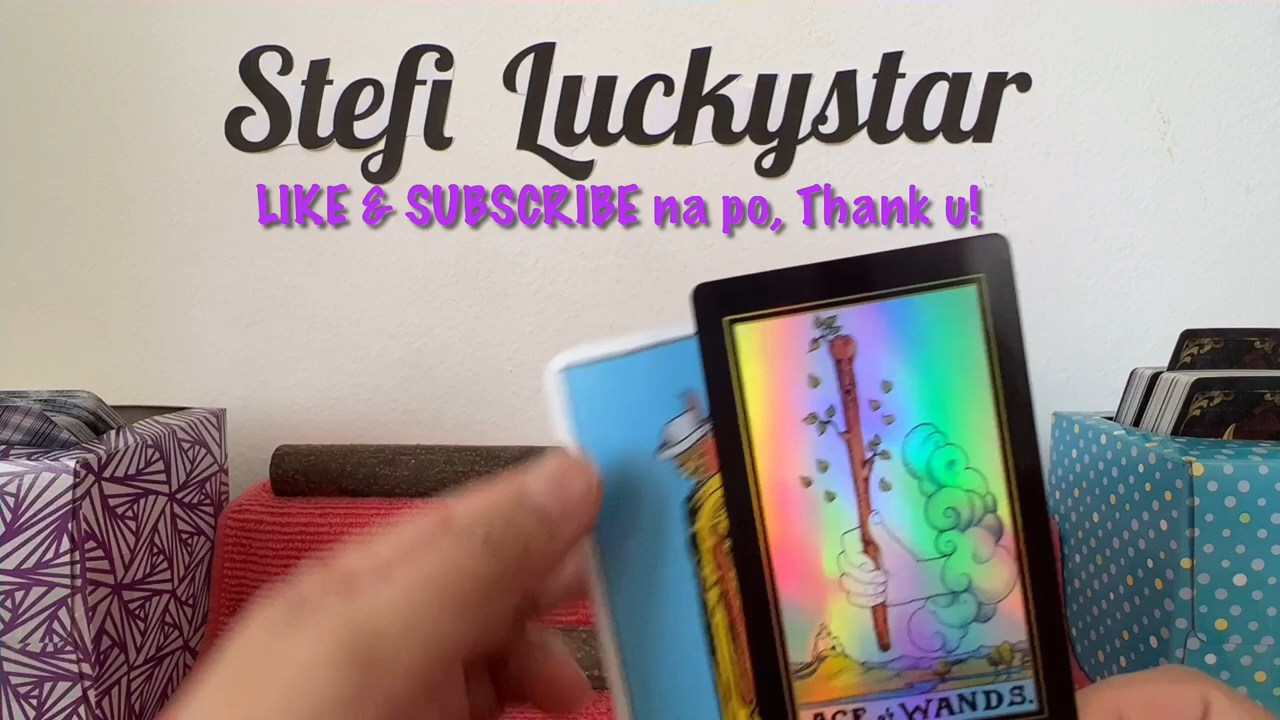 Stefi Luckystar
LIKE & SUBSCRIBE na po, Thank u!
ACE of WANDS.